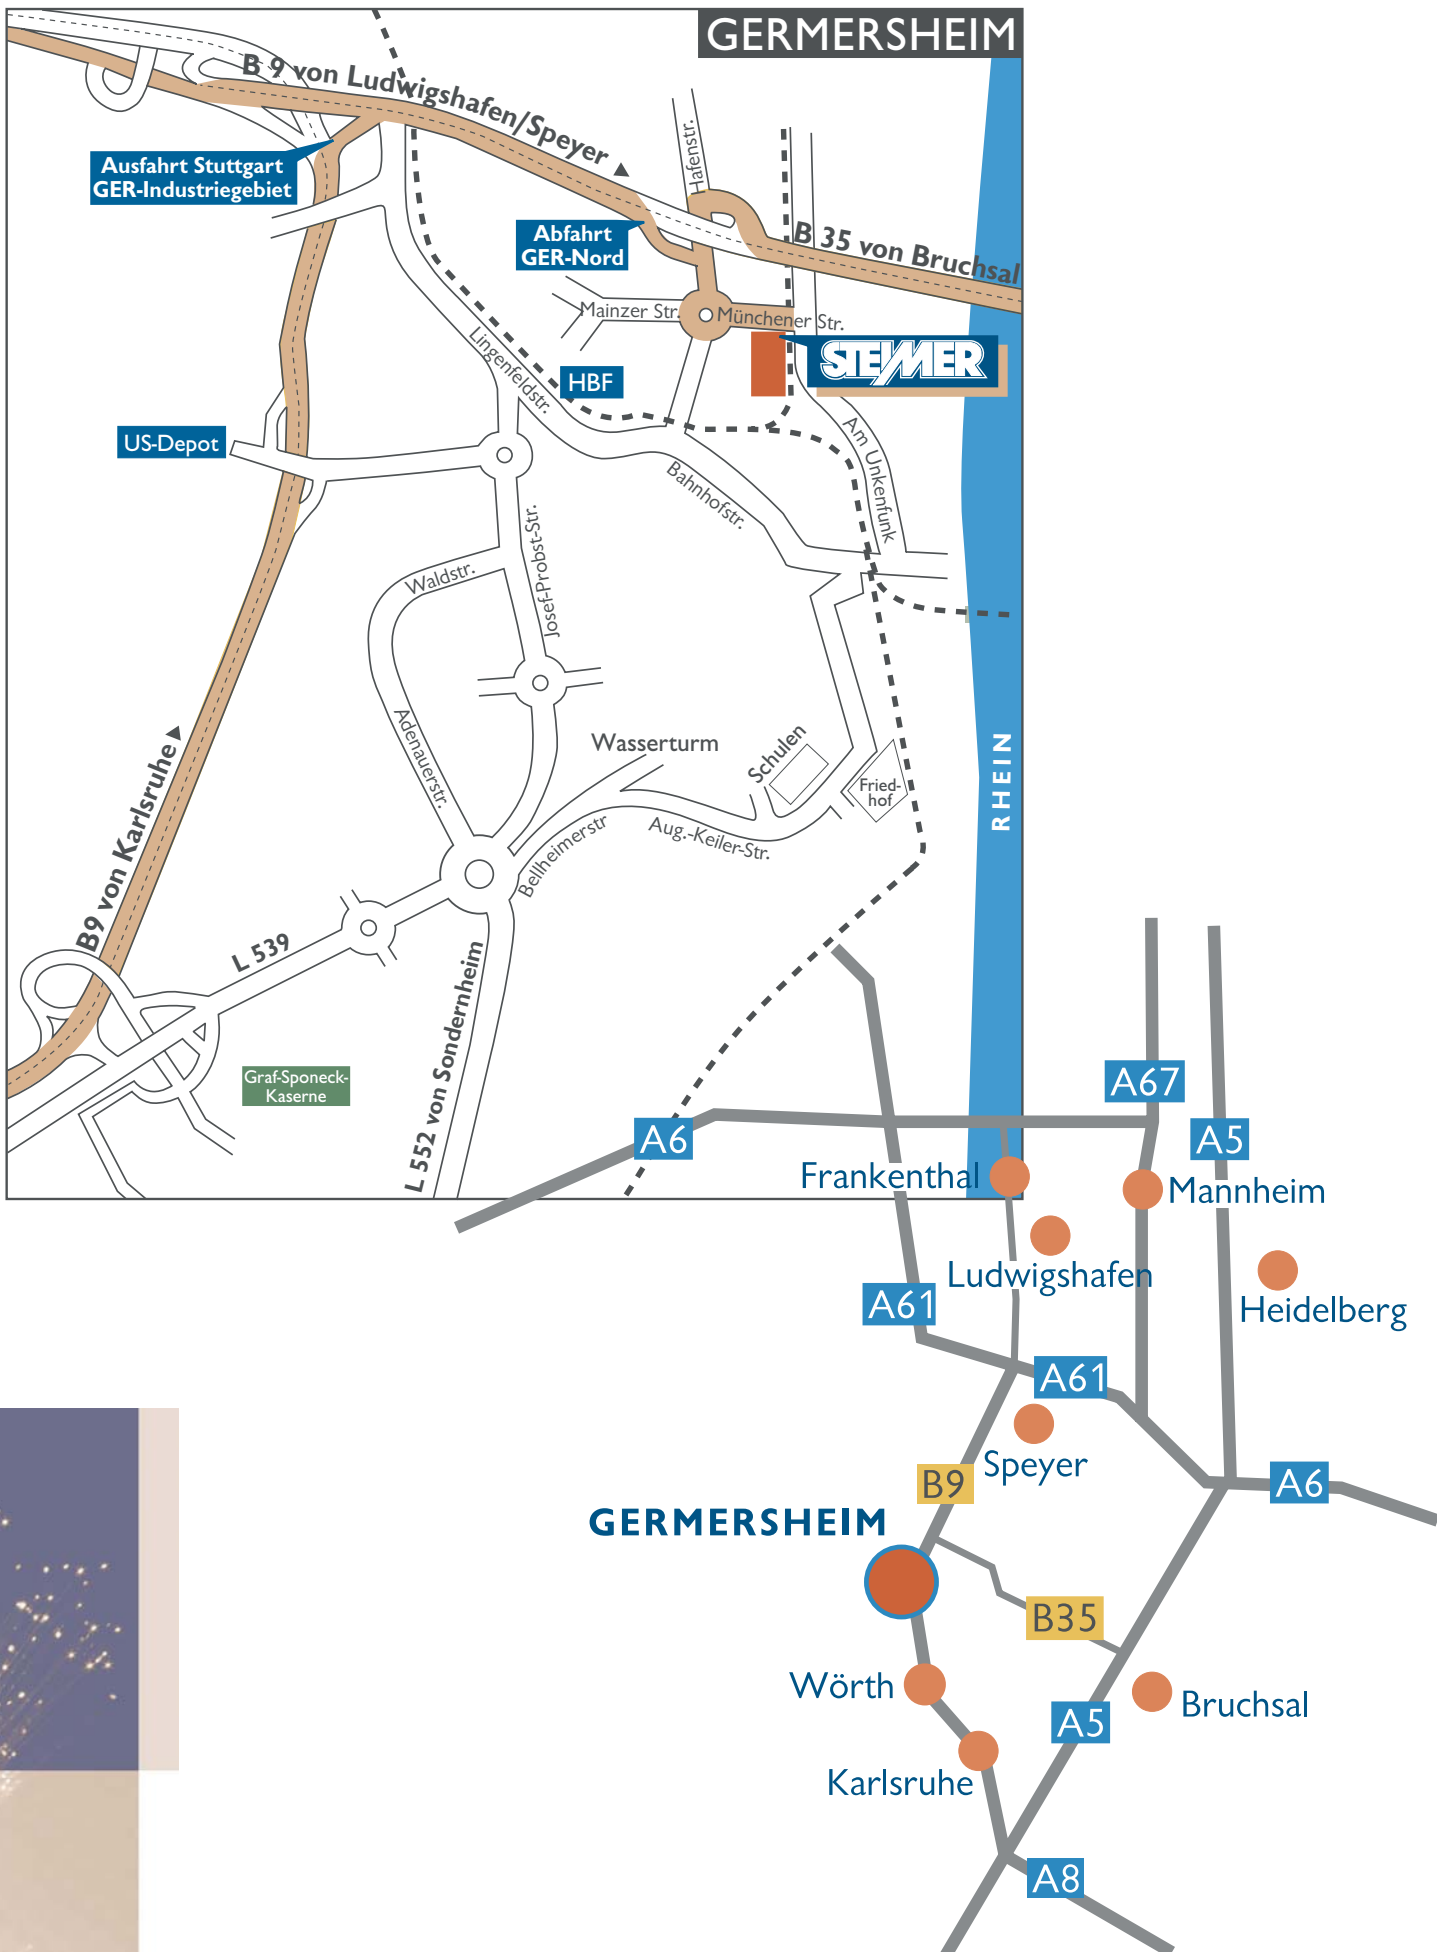 GERMERSHEIM
B 9 von Ludwigshafen/Speyer
Hafenstr.
Ausfahrt Stuttgart
GER-Industriegebiet
Abfahrt
GER-Nord
B 35 von Bruchsal
Mainzer Str.
Münchener Str.
STEIMER
Lingenfeldstr.
HBF
US-Depot
Am Unkenfunk
Bahnhofstr.
Josef-Probst-Str.
Waldstr.
Adenauerstr.
Wasserturm
Schulen
Fried-
hof
RHEIN
B9 von Karlsruhe
Bellheimerstr
Aug.-Keiler-Str.
L 539
L 552 von Sondernheim
Graf-Sponeck-
Kaserne
A67
A6
A5
Frankenthal
Mannheim
Ludwigshafen
Heidelberg
A61
A61
Speyer
B9
A6
GERMERSHEIM
B35
Wörth
Bruchsal
A5
Karlsruhe
A8